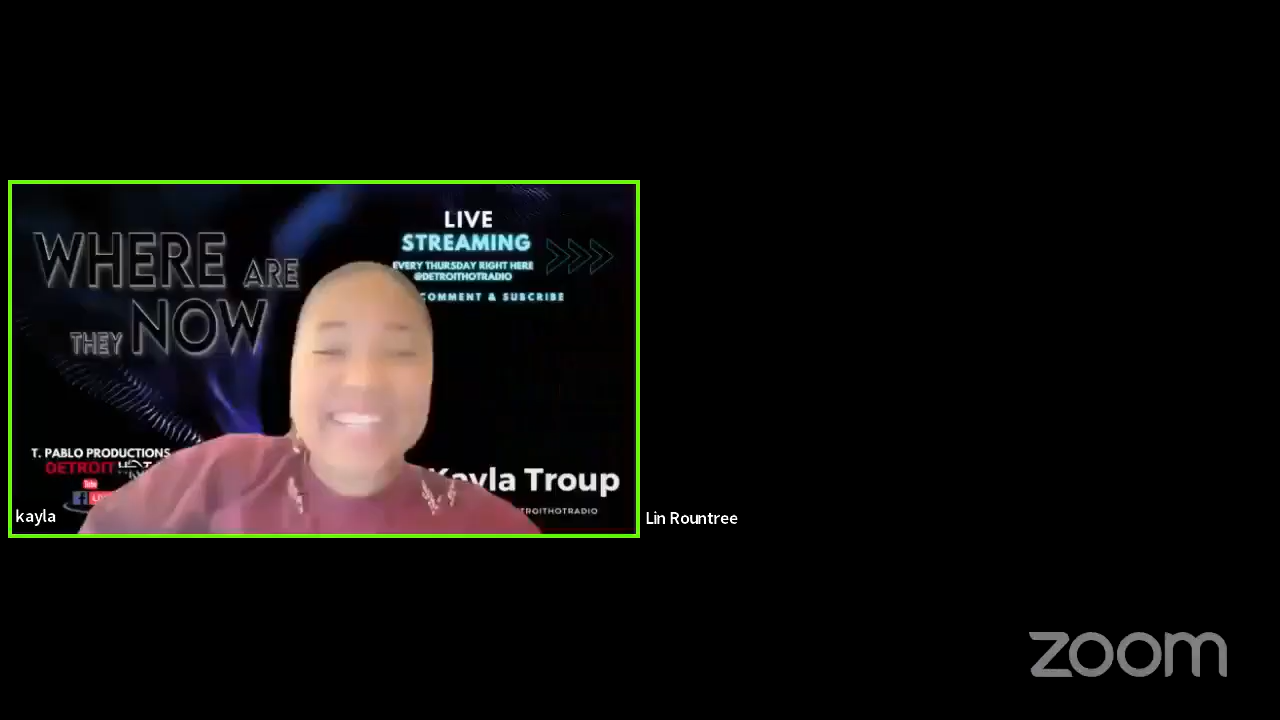 WHERE ARE
THEY NOW
LIVE
STREAMING
EVERY THURSDAY RIGHT HERE
@DETROITHOTRADIO
COMMENT & SUBCRIBE
T. PABLO PRODUCTIONS
DETROIT
Kayla Troup
kayla
Lin Rountree
zoom